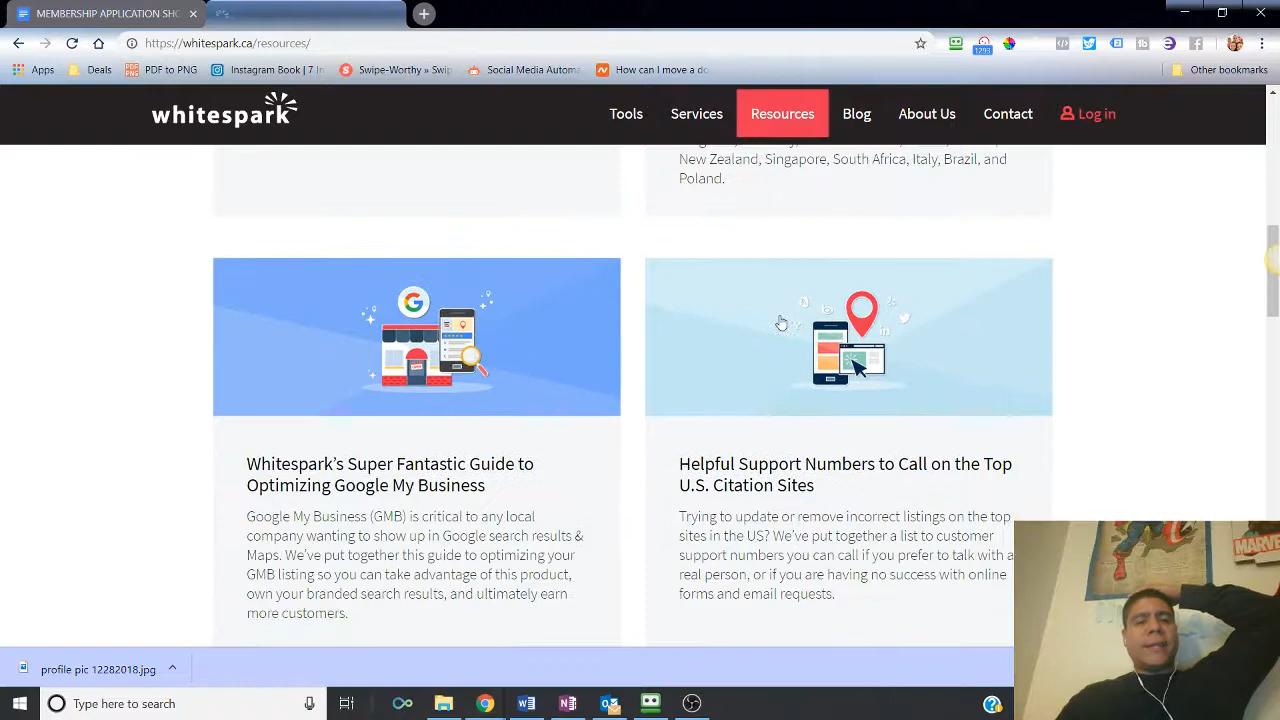 MEMBERSHIP APPLICATION SHO
https://whitespark.ca/resources/
1293
Apps Deals PDF to PNG Instagram Book | 7 In Swipe-Worthy » Swip Social Media Automa How can I move a do Other bookmarks
whitespark Tools Services Resources Blog About Us Contact Log in
New Zealand, Singapore, South Africa, Italy, Brazil, and
Poland.
Whitespark's Super Fantastic Guide to
Optimizing Google My Business
Google My Business (GMB) is critical to any local
company wanting to show up in Google search results &
Maps. We've put together this guide to optimizing your
GMB listing so you can take advantage of this product,
own your branded search results, and ultimately earn
more customers.
Helpful Support Numbers to Call on the Top
U.S. Citation Sites
Trying to update or remove incorrect listings on the top
sites in the US? We've put together a list to customer
support numbers you can call if you prefer to talk with a
real person, or if you are having no success with online
forms and email requests.
MARVEL
profile pic 12282018.jpg
Type here to search